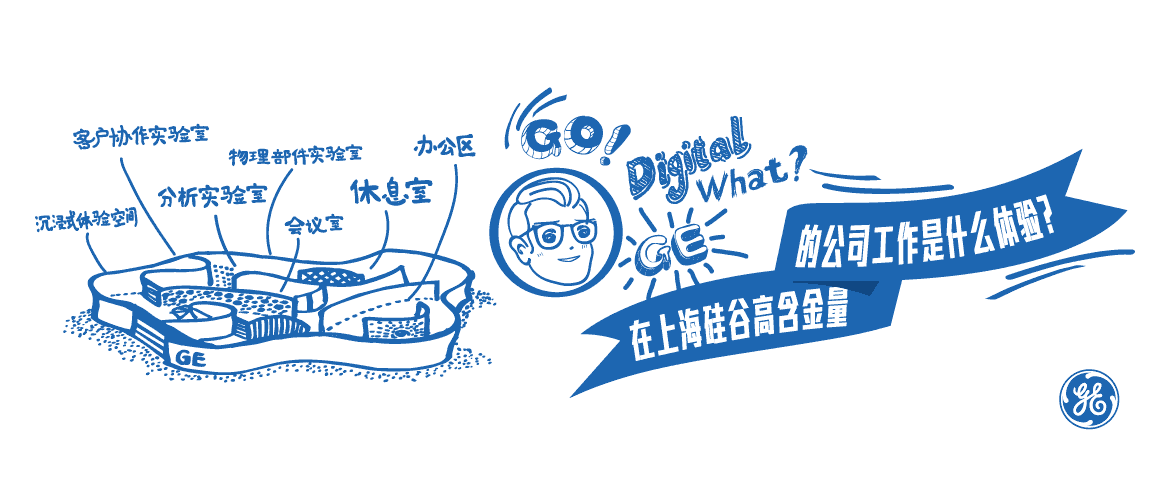 客户协作实验室
物理部件实验室
办公区
分析实验室
休息室
沉浸式体验空间
会议室
GE
GO!
Digital
What?
GE
在上海硅谷高含金量
的公司工作是什么体验?
GE